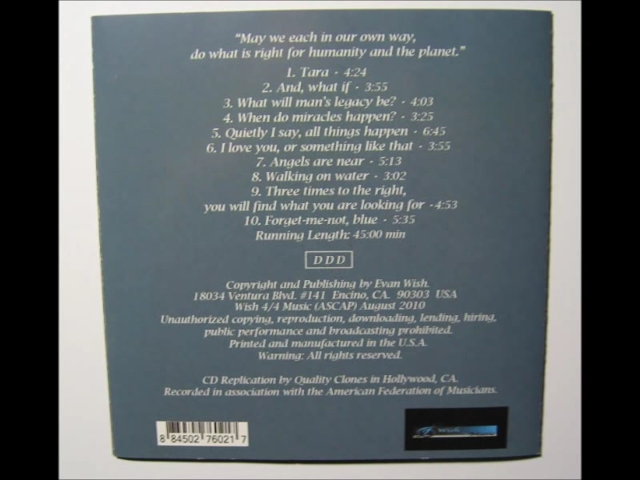 "May we each in our own way,
do what is right for humanity and the planet."
1. Tara - 4:24
2. And, what if - 3:55
3. What will man's legacy be? - 4:03
4. When do miracles happen? - 3:25
5. Quietly I say, all things happen - 6:45
6. I love you, or something like that - 3:55
7. Angels are near - 5:13
8. Walking on water - 3:02
9. Three times to the right,
you will find what you are looking for -4:53
10. Forget-me-not, blue - 5:35
Running Length: 45:00 min
DDD
Copyright and Publishing by Evan Wish.
18034 Ventura Blvd. #141 Encino, CA. 90303 USA
Wish 4/4 Music (ASCAP) August 2010
Unauthorized copying, reproduction, downloading, lending, hiring,
public performance and broadcasting prohibited.
Printed and manufactured in the U.S.A.
Warning: All rights reserved.
CD Replication by Quality Clones in Hollywood, CA.
Recorded in association with the American Federation of Musicians.
8 84502 76021 7